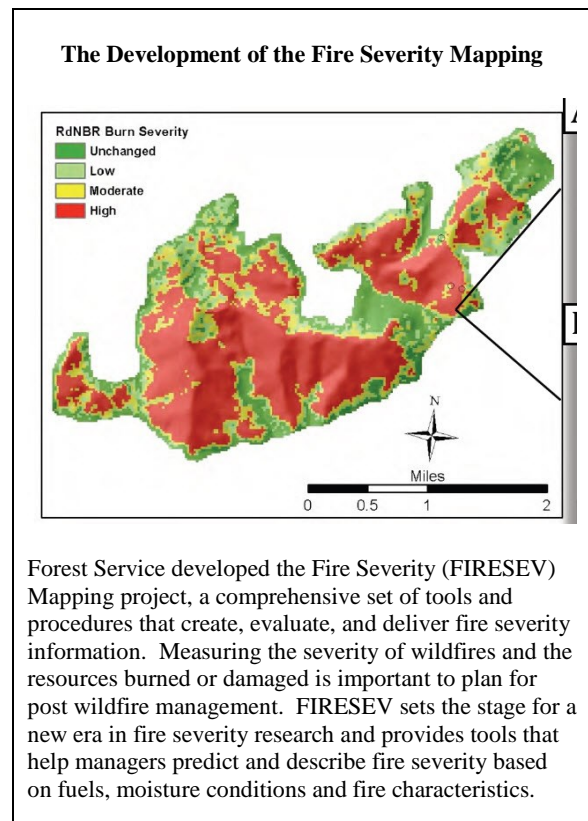 The Development of the Fire Severity Mapping
RdNBR Burn Severity
Unchanged
Low
Moderate
High
N
Miles
0 0.5 1 2
Forest Service developed the Fire Severity (FIRESEV)
Mapping project, a comprehensive set of tools and
procedures that create, evaluate, and deliver fire severity
information. Measuring the severity of wildfires and the
resources burned or damaged is important to plan for
post wildfire management. FIRESEV sets the stage for a
new era in fire severity research and provides tools that
help managers predict and describe fire severity based
on fuels, moisture conditions and fire characteristics.